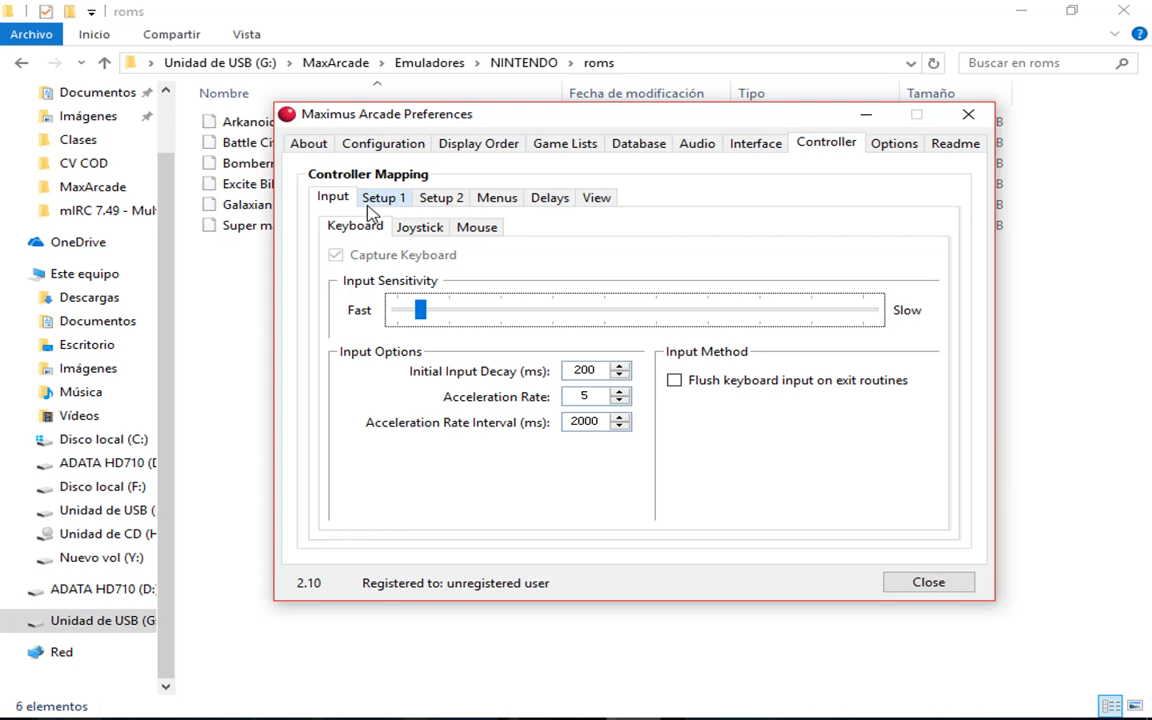 roms
Archivo Inicio Compartir Vista
Unidad de USB (G:) MaxArcade Emuladores NINTENDO roms Buscar en roms
Nombre Fecha de modificación Tipo Tamaño
Documentos
Imágenes
Clases
CV COD
MaxArcade
mIRC 7.49 - Mul
OneDrive
Este equipo
Descargas
Documentos
Escritorio
Imágenes
Música
Vídeos
Disco local (C:)
ADATA HD710 (D
Disco local (F:)
Unidad de USB (
Unidad de CD (H
Nuevo vol (Y:)
ADATA HD710 (D:
Unidad de USB (G:
Red
6 elementos
Arkanoi
Battle Ci
Bomber
Excite Bi
Galaxian
Super m
B
B
B
B
B
B
Maximus Arcade Preferences
About Configuration Display Order Game Lists Database Audio Interface Controller Options Readme
Controller Mapping
Input Setup 1 Setup 2 Menus Delays View
Keyboard Joystick Mouse
Capture Keyboard
Input Sensitivity
Fast Slow
Input Options
Initial Input Decay (ms): 200
Acceleration Rate: 5
Acceleration Rate Interval (ms): 2000
Input Method
Flush keyboard input on exit routines
2.10 Registered to: unregistered user Close